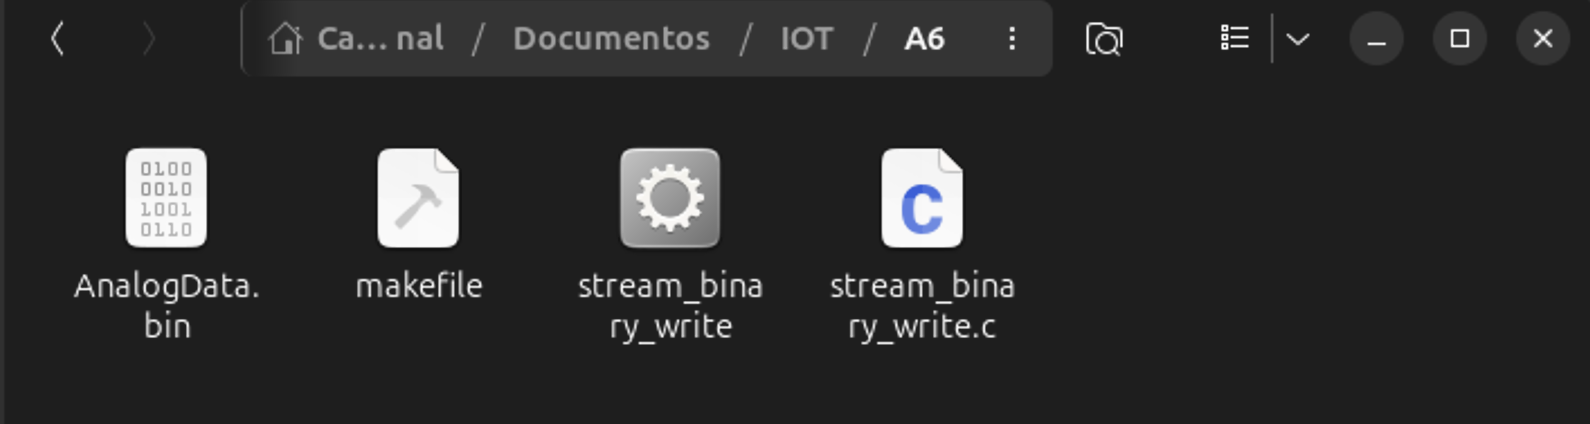 Ca... nal / Documentos / IOT / A6
0100
0010
1001
0110
C
AnalogData.
bin
makefile
stream_bina
ry_write
stream_bina
ry_write.c